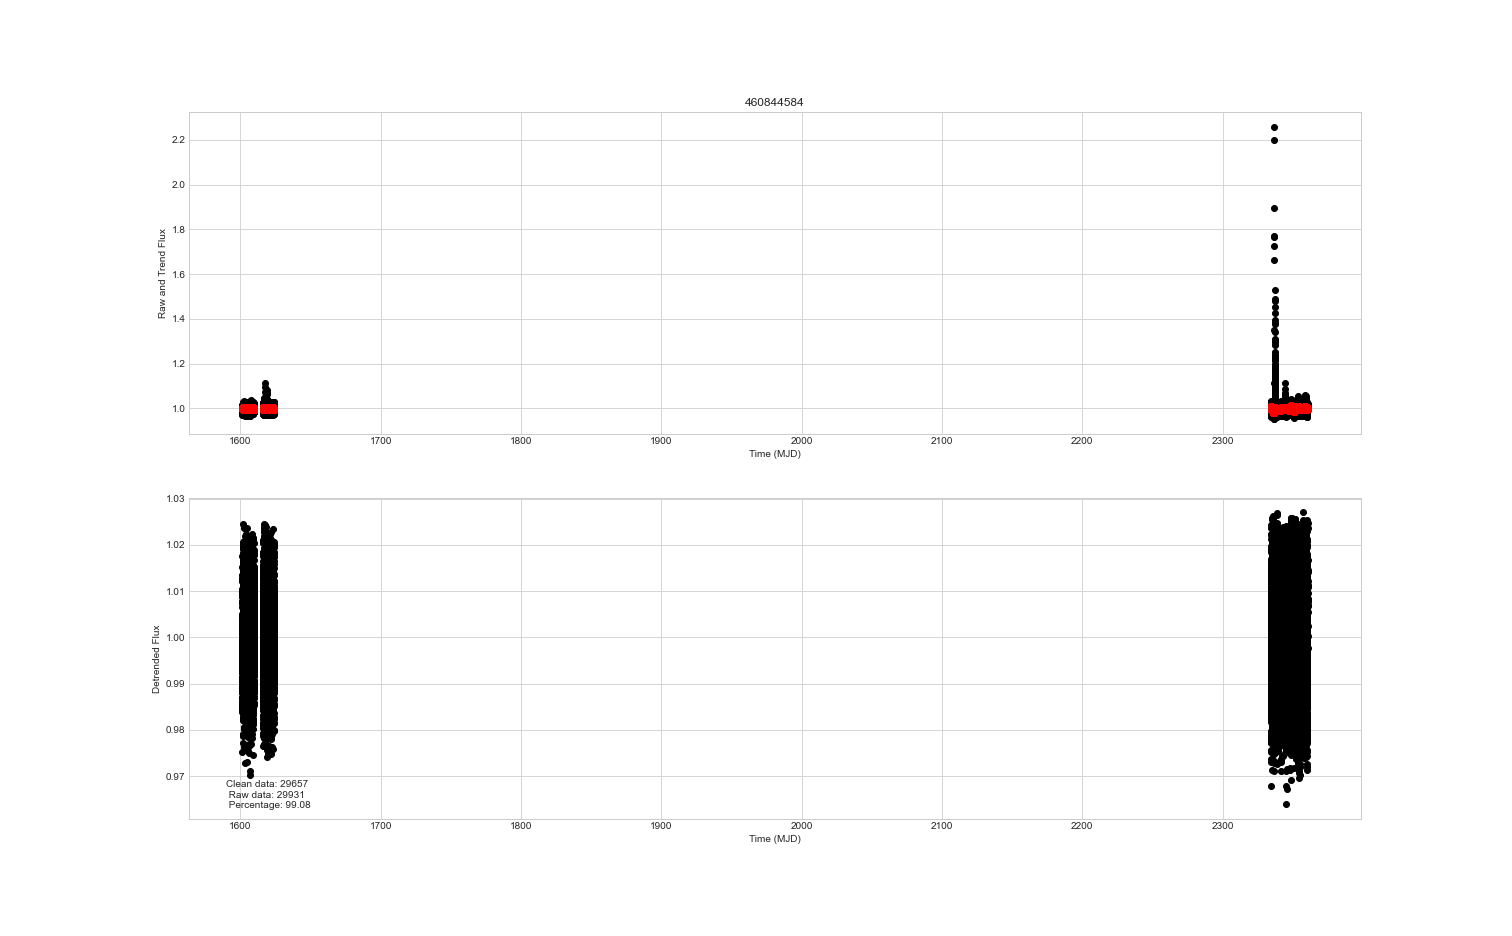 460844584
2.2
2.0
1.8
1.6
1.4
1.2
1.0
Raw and Trend Flux
1600 1700 1800 1900 2000 2100 2200 2300
Time (MJD)
1.03
1.02
1.01
1.00
0.99
0.98
0.97
Detrended Flux
Clean data: 29657
Raw data: 29931
Percentage: 99.08
1600 1700 1800 1900 2000 2100 2200 2300
Time (MJD)